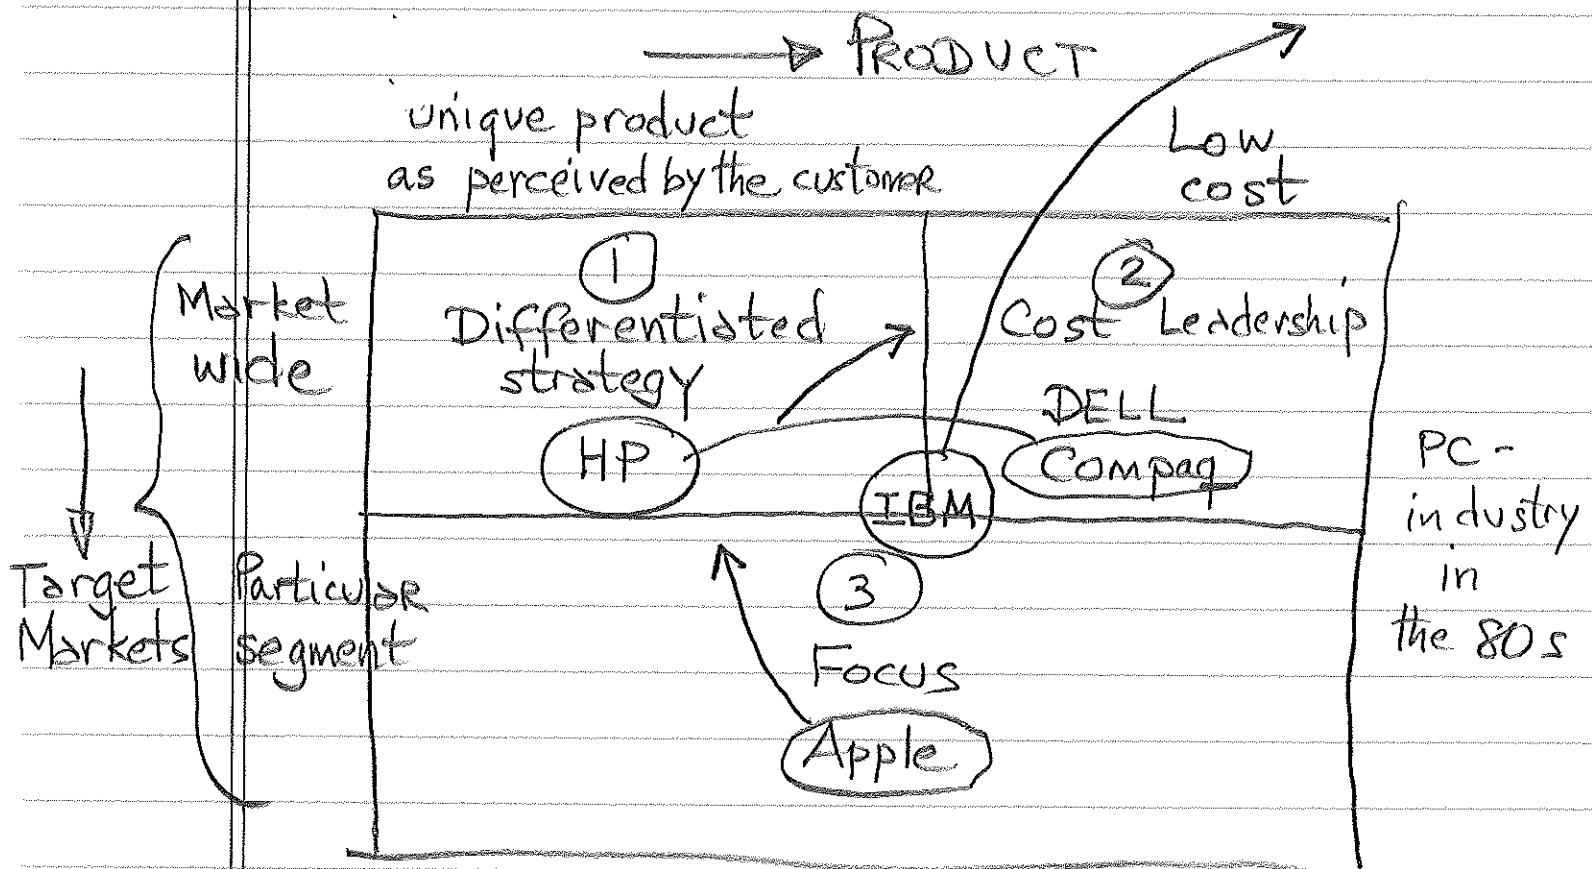 PRODUCT
unique product
as perceived by the customer
Low
cost
Market
wide
1
Differentiated
strategy
2
Cost Leadership
HP
DELL
Compaq
IBM
PC -
industry
in
the 80s
Target
Markets
Particular
segment
3
Focus
Apple